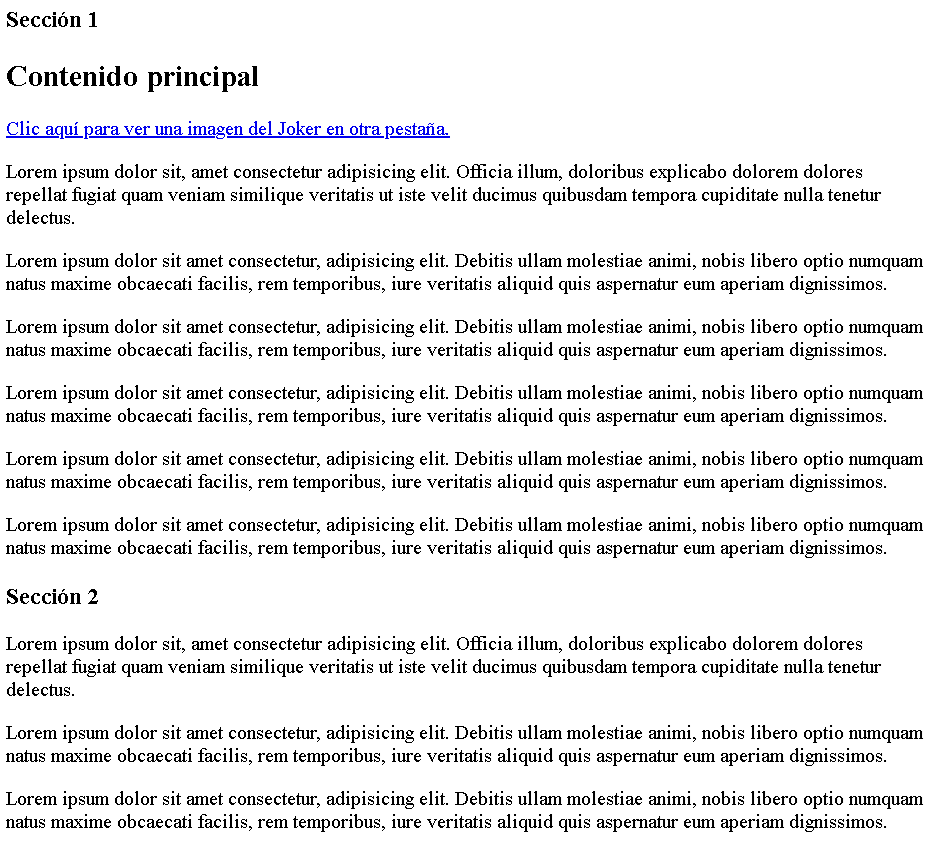 Sección 1
Contenido principal
Clic aquí para ver una imagen del Joker en otra pestaña.
Lorem ipsum dolor sit, amet consectetur adipisicing elit. Officia illum, doloribus explicabo dolorem dolores
repellat fugiat quam veniam similique veritatis ut iste velit ducimus quibusdam tempora cupiditate nulla tenetur
delectus.
Lorem ipsum dolor sit amet consectetur, adipisicing elit. Debitis ullam molestiae animi, nobis libero optio numquam
natus maxime obcaecati facilis, rem temporibus, iure veritatis aliquid quis aspernatur eum aperiam dignissimos.
Lorem ipsum dolor sit amet consectetur, adipisicing elit. Debitis ullam molestiae animi, nobis libero optio numquam
natus maxime obcaecati facilis, rem temporibus, iure veritatis aliquid quis aspernatur eum aperiam dignissimos.
Lorem ipsum dolor sit amet consectetur, adipisicing elit. Debitis ullam molestiae animi, nobis libero optio numquam
natus maxime obcaecati facilis, rem temporibus, iure veritatis aliquid quis aspernatur eum aperiam dignissimos.
Lorem ipsum dolor sit amet consectetur, adipisicing elit. Debitis ullam molestiae animi, nobis libero optio numquam
natus maxime obcaecati facilis, rem temporibus, iure veritatis aliquid quis aspernatur eum aperiam dignissimos.
Lorem ipsum dolor sit amet consectetur, adipisicing elit. Debitis ullam molestiae animi, nobis libero optio numquam
natus maxime obcaecati facilis, rem temporibus, iure veritatis aliquid quis aspernatur eum aperiam dignissimos.
Sección 2
Lorem ipsum dolor sit, amet consectetur adipisicing elit. Officia illum, doloribus explicabo dolorem dolores
repellat fugiat quam veniam similique veritatis ut iste velit ducimus quibusdam tempora cupiditate nulla tenetur
delectus.
Lorem ipsum dolor sit amet consectetur, adipisicing elit. Debitis ullam molestiae animi, nobis libero optio numquam
natus maxime obcaecati facilis, rem temporibus, iure veritatis aliquid quis aspernatur eum aperiam dignissimos.
Lorem ipsum dolor sit amet consectetur, adipisicing elit. Debitis ullam molestiae animi, nobis libero optio numquam
natus maxime obcaecati facilis, rem temporibus, iure veritatis aliquid quis aspernatur eum aperiam dignissimos.